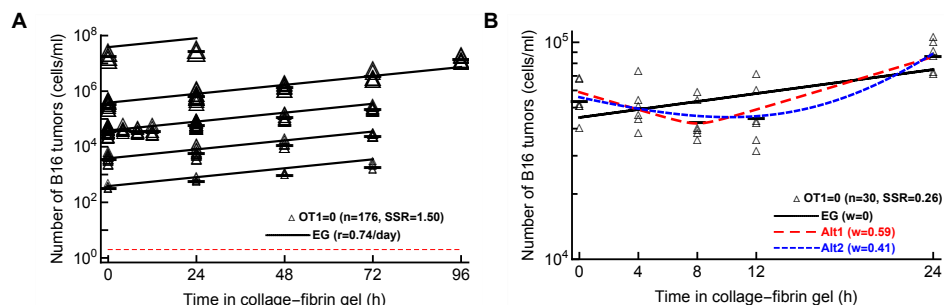 A
Number of B16 tumors (cells/ml)
10^8
10^6
10^4
10^2
10^0
△ OT1=0 (n=176, SSR=1.50)
EG (r=0.74/day)
0 24 48 72 96
Time in collage−fibrin gel (h)
B
Number of B16 tumors (cells/ml)
10^5
10^4
△ OT1=0 (n=30, SSR=0.26)
EG (w=0)
Alt1 (w=0.59)
Alt2 (w=0.41)
0 4 8 12 24
Time in collage−fibrin gel (h)